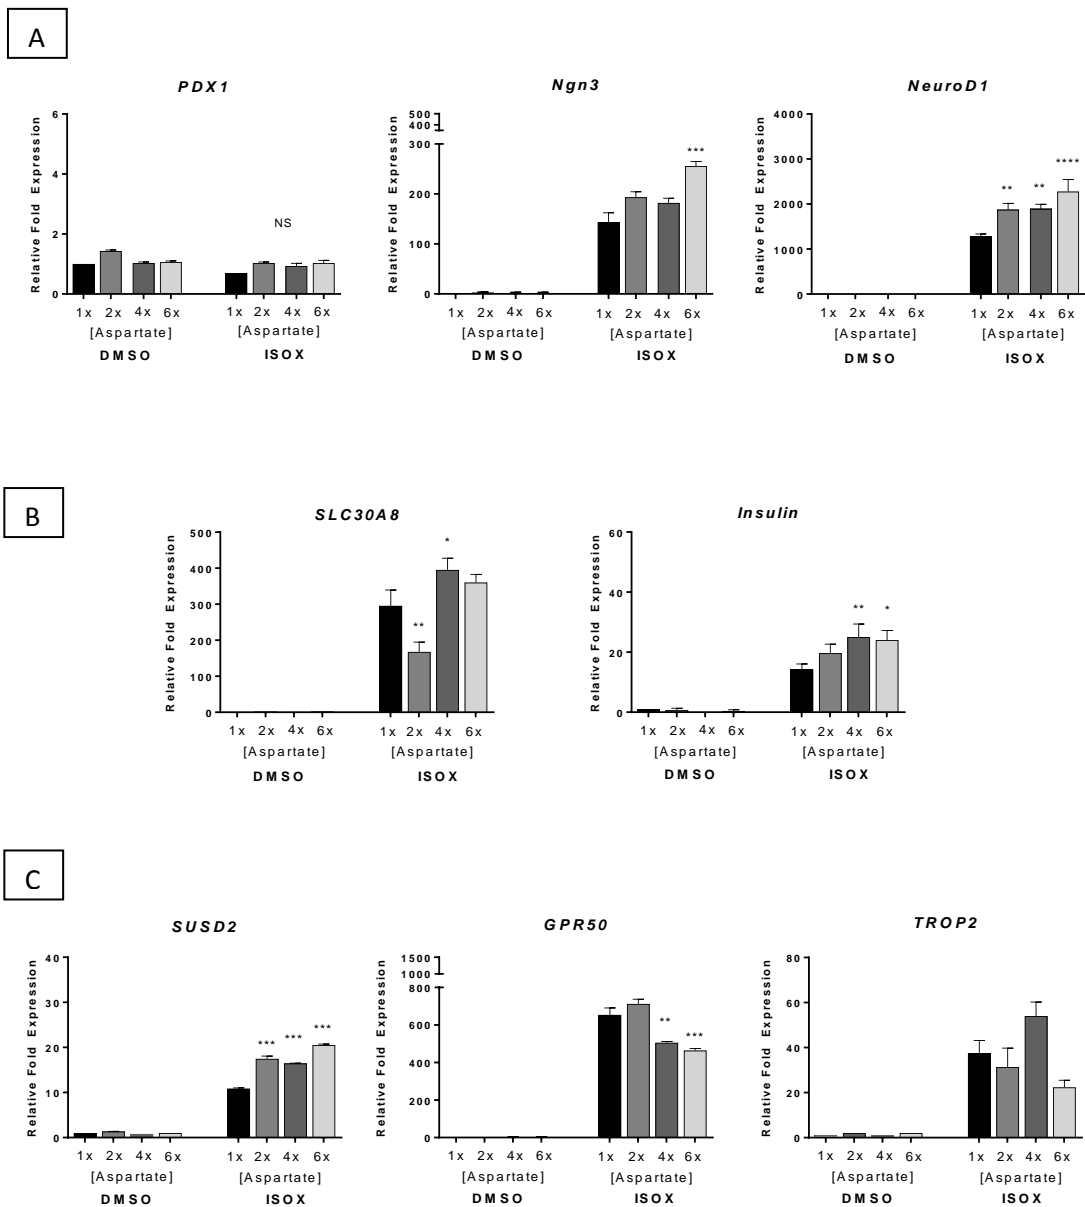 A
PDX1
Relative Fold Expression
6
4
2
0
NS
1x 2x 4x 6x 1x 2x 4x 6x
[Aspartate] [Aspartate]
DMSO ISOX
Ngn3
Relative Fold Expression
500
400
300
200
100
0
***
1x 2x 4x 6x 1x 2x 4x 6x
[Aspartate] [Aspartate]
DMSO ISOX
NeuroD1
Relative Fold Expression
4000
3000
2000
1000
0
** ** ****
1x 2x 4x 6x 1x 2x 4x 6x
[Aspartate] [Aspartate]
DMSO ISOX
B
SLC30A8
Relative Fold Expression
500
400
300
200
100
0
** *
1x 2x 4x 6x 1x 2x 4x 6x
[Aspartate] [Aspartate]
DMSO ISOX
Insulin
Relative Fold Expression
60
40
20
0
** *
1x 2x 4x 6x 1x 2x 4x 6x
[Aspartate] [Aspartate]
DMSO ISOX
C
SUSD2
Relative Fold Expression
40
30
20
10
0
*** *** ***
1x 2x 4x 6x 1x 2x 4x 6x
[Aspartate] [Aspartate]
DMSO ISOX
GPR50
Relative Fold Expression
1500
1000
800
600
400
200
0
** ***
1x 2x 4x 6x 1x 2x 4x 6x
[Aspartate] [Aspartate]
DMSO ISOX
TROP2
Relative Fold Expression
80
60
40
20
0
1x 2x 4x 6x 1x 2x 4x 6x
[Aspartate] [Aspartate]
DMSO ISOX